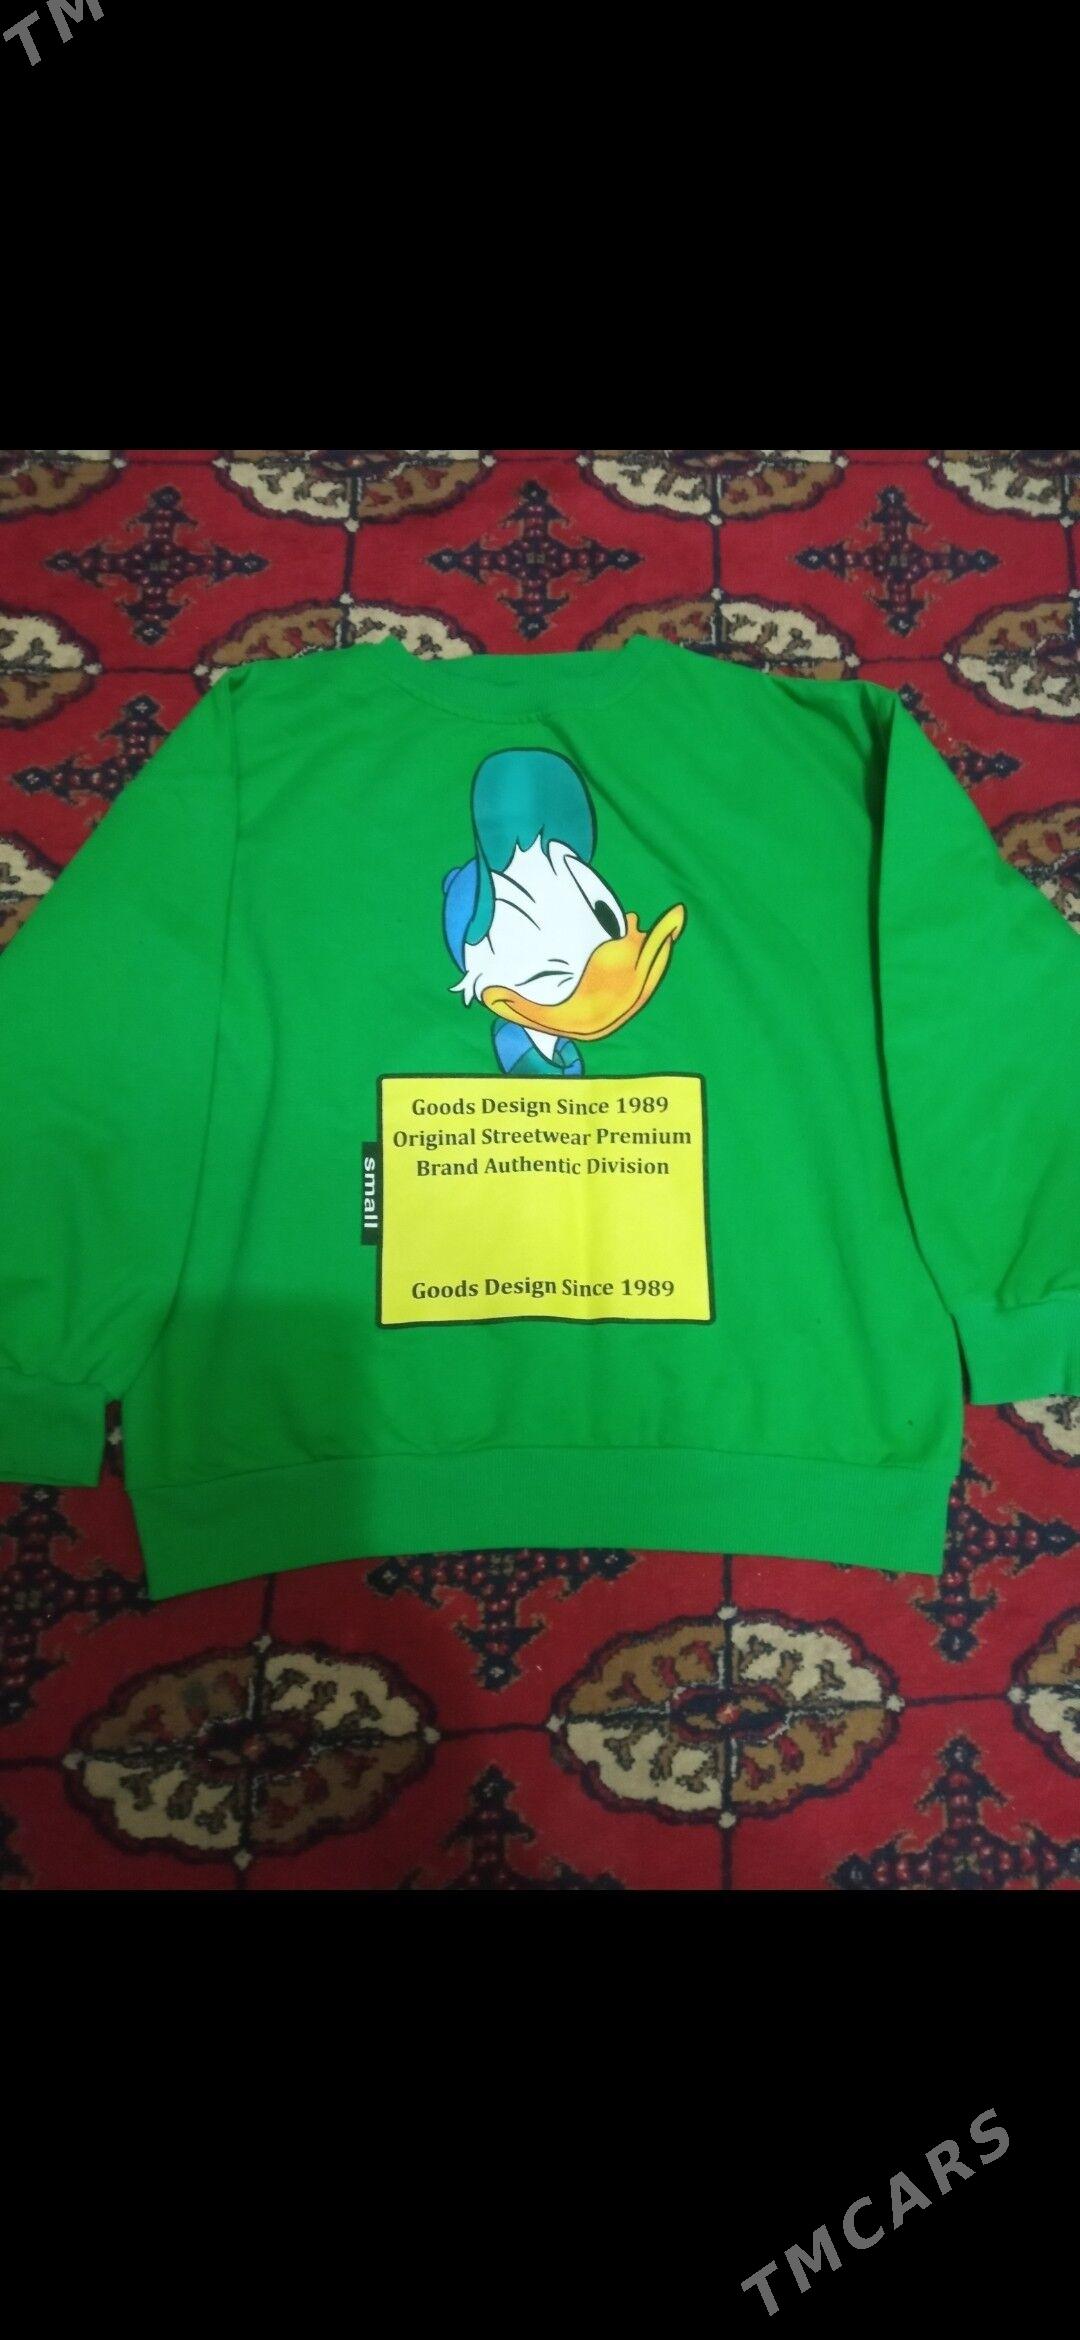 TM
Goods Design Since 1989
Original Streetwear Premium
Brand Authentic Division
small
Goods Design Since 1989
TMCARS